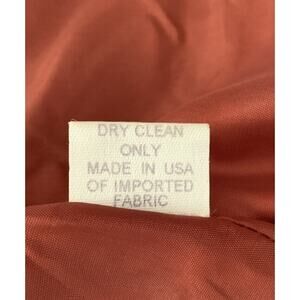 DRY CLEAN
ONLY
MADE IN USA
OF IMPORTED
FABRIC